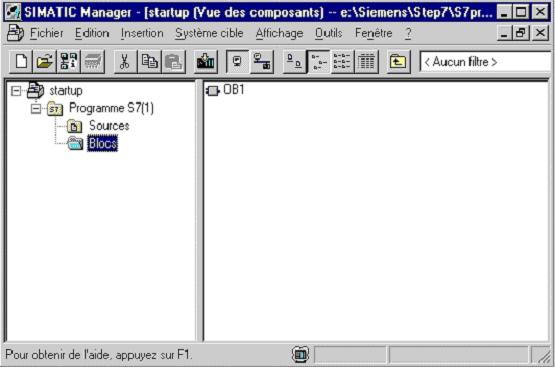 SIMATIC Manager - [startup (Vue des composants) -- e:\Siemens\Step7\S7pr...
Fichier Edition Insertion Système cible Affichage Outils Fenêtre ?
< Aucun filtre >
startup
Programme S7(1)
Sources
Blocs
OB1
Pour obtenir de l'aide, appuyez sur F1.